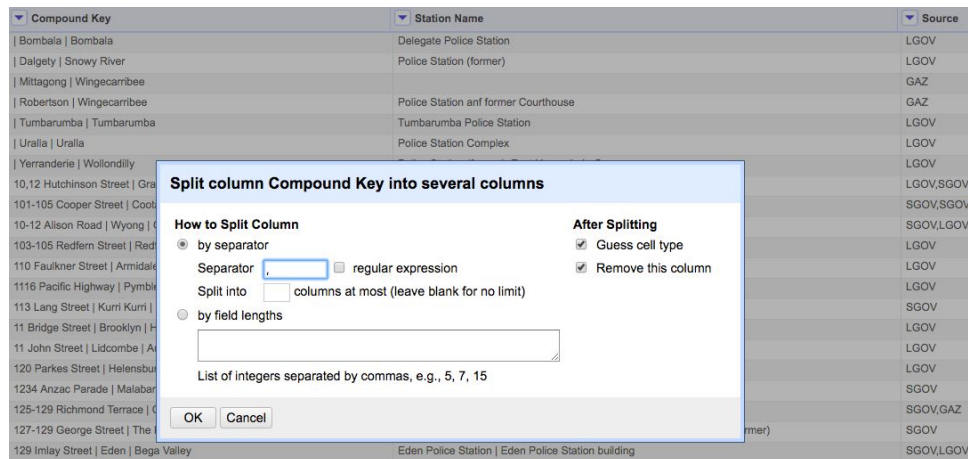 Compound Key Station Name Source
| Bombala | Bombala Delegate Police Station LGOV
| Dalgety | Snowy River Police Station (former) LGOV
| Mittagong | Wingecarribee GAZ
| Robertson | Wingecarribee Police Station anf former Courthouse GAZ
| Tumbarumba | Tumbarumba Tumbarumba Police Station LGOV
| Uralla | Uralla Police Station Complex LGOV
| Yerranderie | Wollondilly LGOV
10,12 Hutchinson Street | Gra LGOV,SGOV
Split column Compound Key into several columns
101-105 Cooper Street | Coot SGOV,SGOV
10-12 Alison Road | Wyong | SGOV,LGOV
How to Split Column After Splitting
103-105 Redfern Street | Red LGOV
by separator Guess cell type
110 Faulkner Street | Armidale LGOV
Separator , regular expression Remove this column
1116 Pacific Highway | Pymble LGOV
Split into columns at most (leave blank for no limit)
113 Lang Street | Kurri Kurri | SGOV
by field lengths
11 Bridge Street | Brooklyn | H LGOV
11 John Street | Lidcombe | A LGOV
120 Parkes Street | Helensbu LGOV
List of integers separated by commas, e.g., 5, 7, 15
1234 Anzac Parade | Malabar SGOV
125-129 Richmond Terrace | SGOV,GAZ
OK Cancel
127-129 George Street | The rmer) SGOV
129 Imlay Street | Eden | Bega Valley Eden Police Station | Eden Police Station building SGOV,LGOV